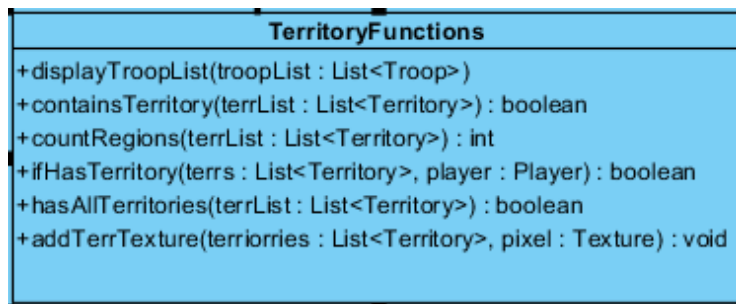 TerritoryFunctions
+displayTroopList(troopList : List<Troop>)
+containsTerritory(terrList : List<Territory>) : boolean
+countRegions(terrList : List<Territory>) : int
+ifHasTerritory(terrs : List<Territory>, player : Player) : boolean
+hasAllTerritories(terrList : List<Territory>) : boolean
+addTerrTexture(terriorries : List<Territory>, pixel : Texture) : void